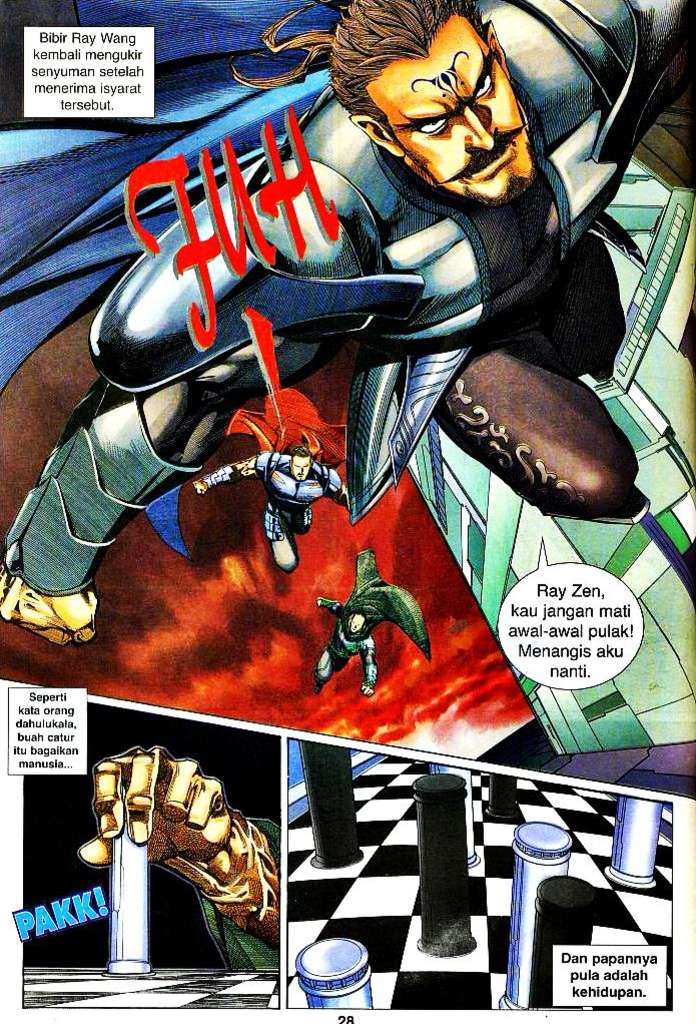 Bibir Ray Wang
kembali mengukir
senyuman setelah
menerima isyarat
tersebut.
JUH
!
Ray Zen,
kau jangan mati
awal-awal pulak!
Menangis aku
nanti.
Seperti
kata orang
dahulukala,
buah catur
itu bagaikan
manusia...
PAKK!
Dan papannya
pula adalah
kehidupan.
28